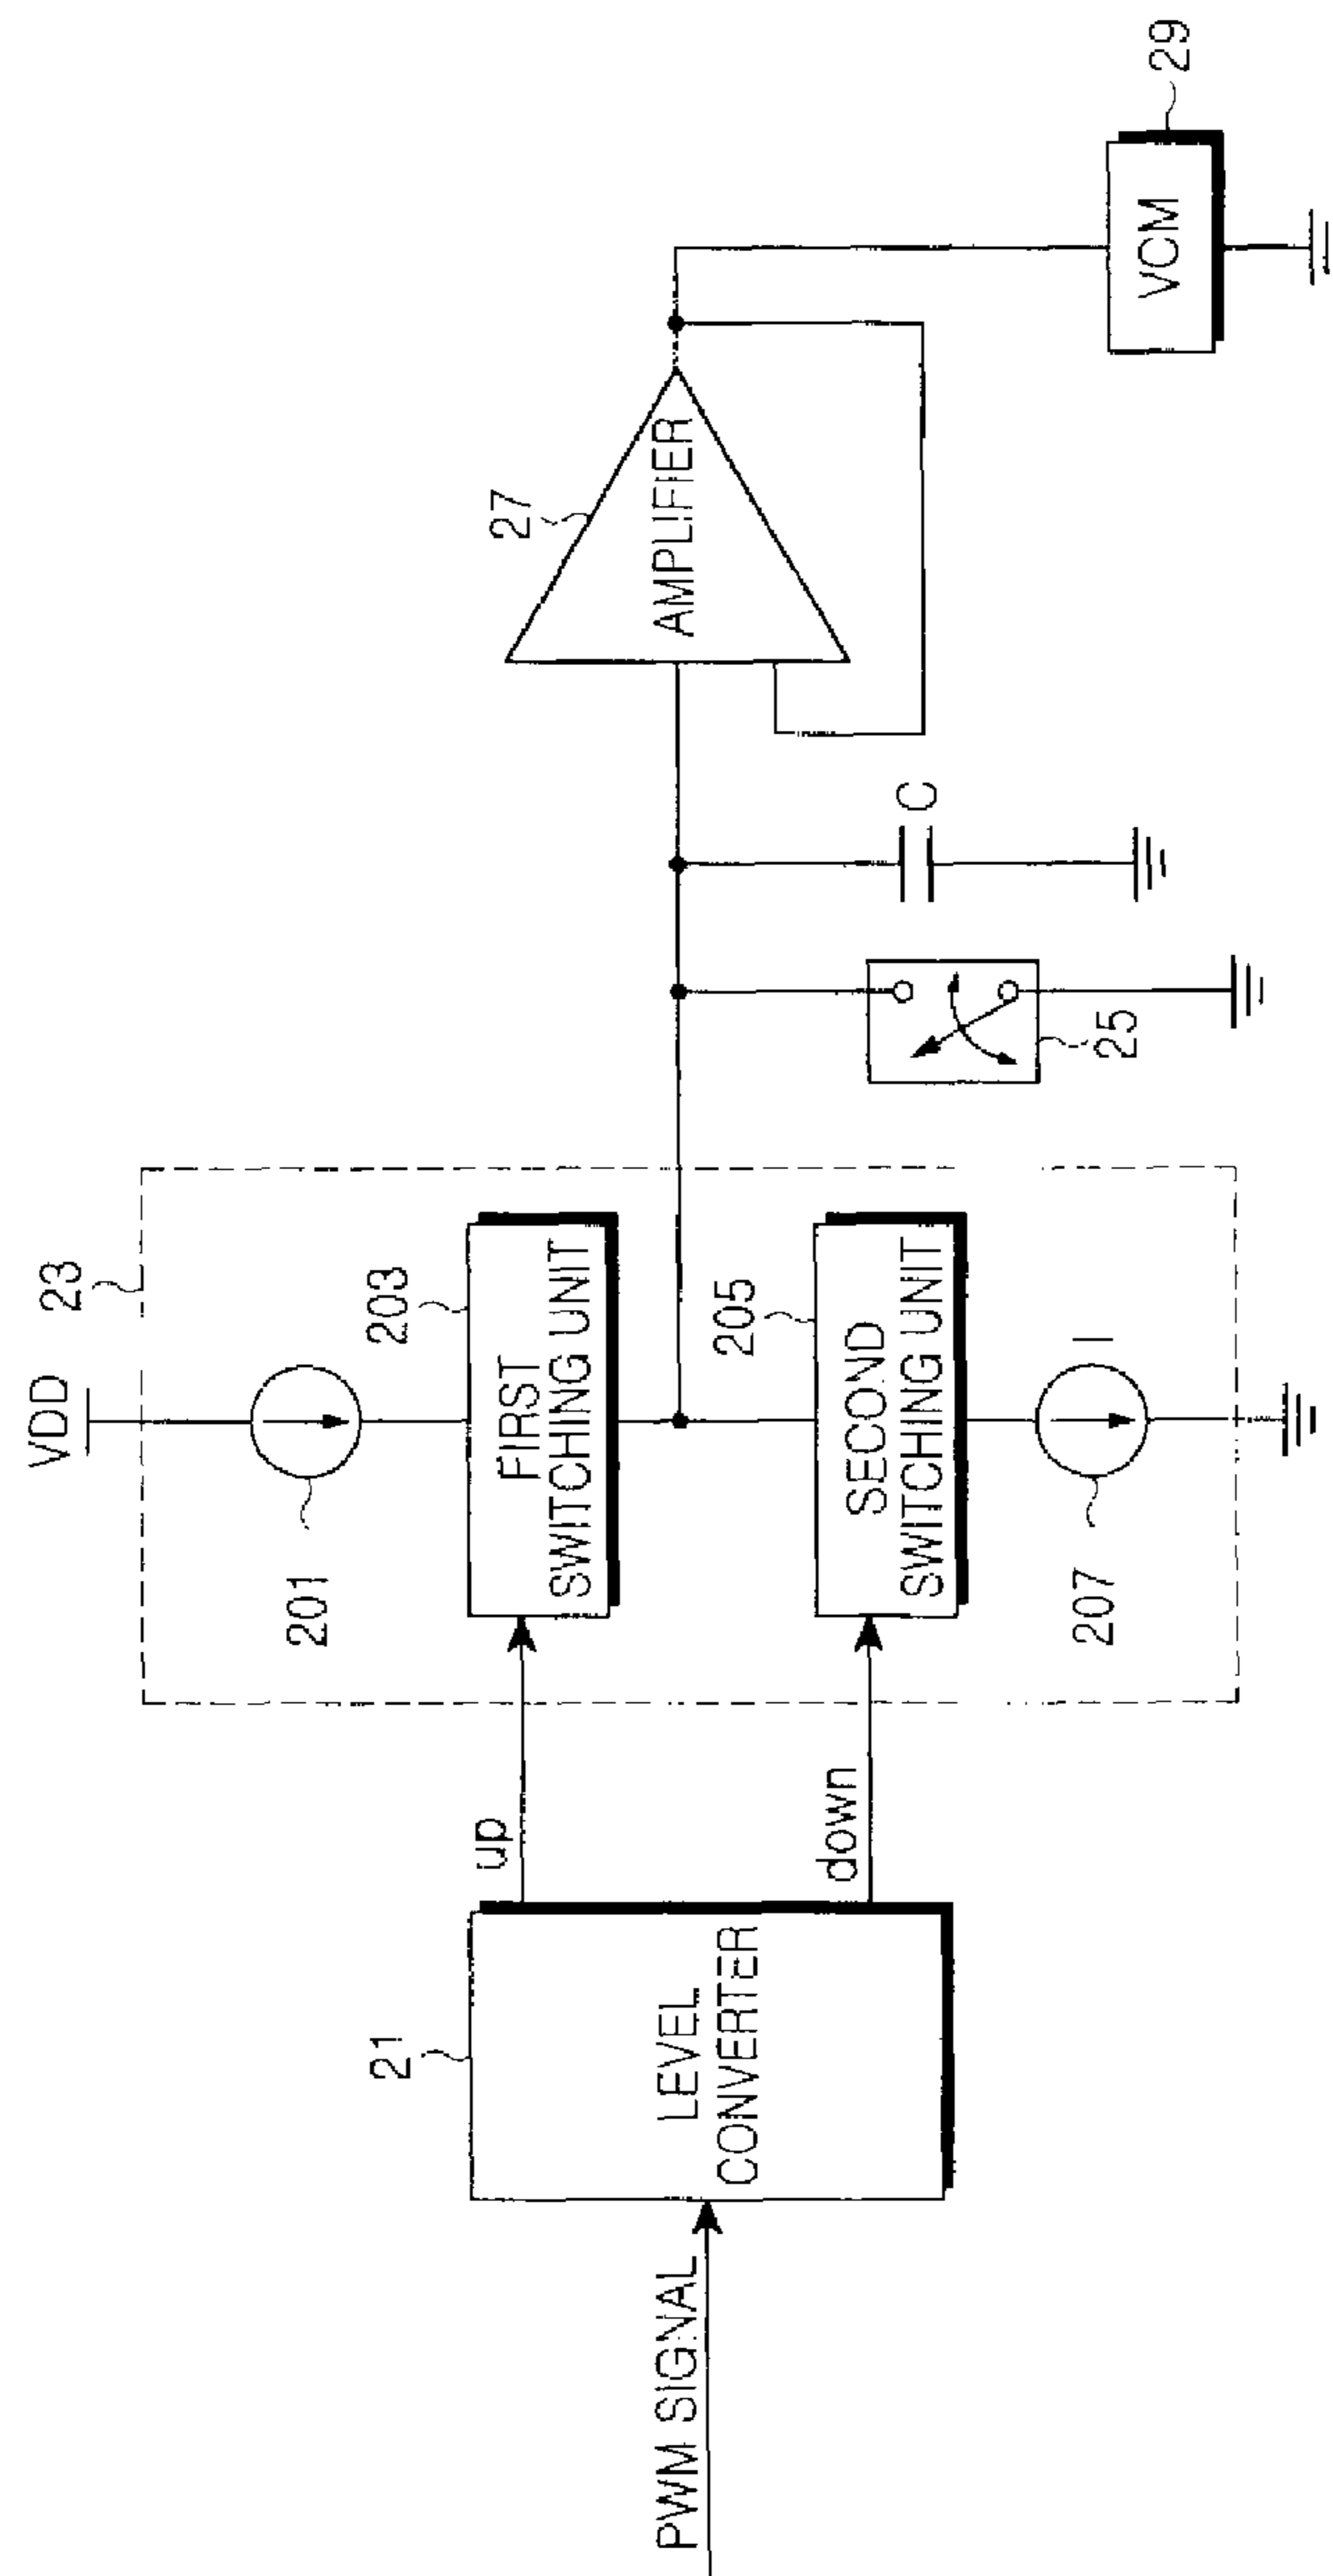 PWM SIGNAL
21
LEVEL
CONVERTER
up
down
23
VDD
201
203
FIRST
SWITCHING UNIT
205
SECOND
SWITCHING UNIT
207
I
25
C
27
AMPLIFIER
29
VCM